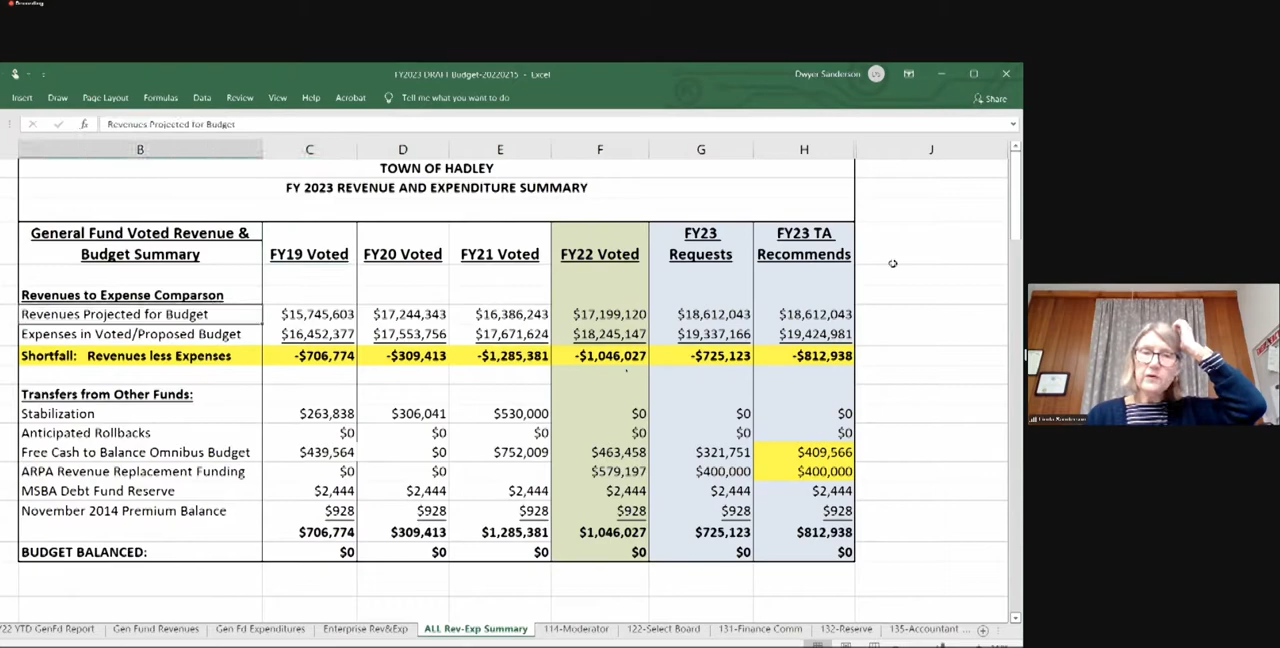 Recording
FY2023 DRAFT Budget-20220215 - Excel
Dwyer Sanderson
DS
Insert Draw Page Layout Formulas Data Review View Help Acrobat Tell me what you want to do
Share
fx Revenues Projected for Budget
B C D E F G H J
TOWN OF HADLEY
FY 2023 REVENUE AND EXPENDITURE SUMMARY
General Fund Voted Revenue & FY23 FY23 TA
Budget Summary FY19 Voted FY20 Voted FY21 Voted FY22 Voted Requests Recommends
Revenues to Expense Comparson
Revenues Projected for Budget $15,745,603 $17,244,343 $16,386,243 $17,199,120 $18,612,043 $18,612,043
Expenses in Voted/Proposed Budget $16,452,377 $17,553,756 $17,671,624 $18,245,147 $19,337,166 $19,424,981
Shortfall: Revenues less Expenses -$706,774 -$309,413 -$1,285,381 -$1,046,027 -$725,123 -$812,938
Transfers from Other Funds:
Stabilization $263,838 $306,041 $530,000 $0 $0 $0
Anticipated Rollbacks $0 $0 $0 $0 $0 $0
Free Cash to Balance Omnibus Budget $439,564 $0 $752,009 $463,458 $321,751 $409,566
ARPA Revenue Replacement Funding $0 $0 $0 $579,197 $400,000 $400,000
MSBA Debt Fund Reserve $2,444 $2,444 $2,444 $2,444 $2,444 $2,444
November 2014 Premium Balance $928 $928 $928 $928 $928 $928
$706,774 $309,413 $1,285,381 $1,046,027 $725,123 $812,938
BUDGET BALANCED: $0 $0 $0 $0 $0 $0
22 YTD GenFd Report Gen Fund Revenues Gen Fd Expenditures Enterprise Rev&Exp ALL Rev-Exp Summary 114-Moderator 122-Select Board 131-Finance Comm 132-Reserve 135-Accountant ...
Sanderson